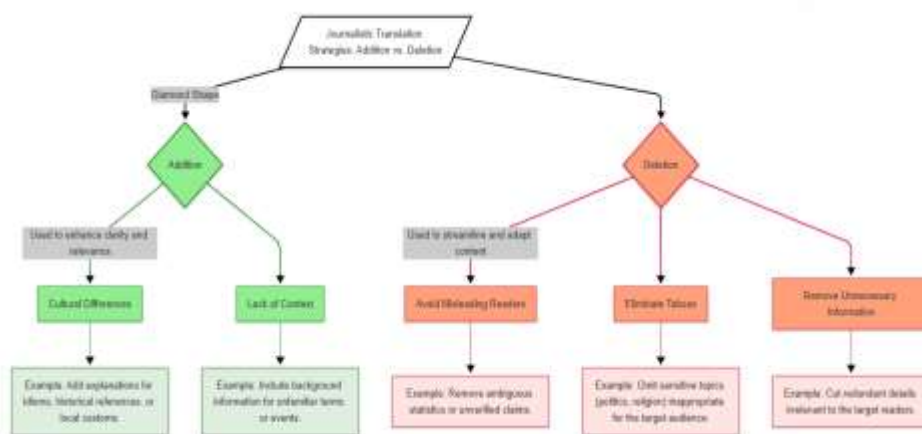 Journalistic Translation
Strategies: Addition vs. Deletion
Diamond Shape
Addition
Deletion
Used to enhance clarity and
relevance.
Used to streamline and adapt
content.
Cultural Differences
Lack of Context
Avoid Misleading Readers
Eliminate Taboos
Remove Unnecessary
Information
Example: Add explanations for
idioms, historical references, or
local customs.
Example: Include background
information for unfamiliar terms
or events.
Example: Remove ambiguous
statistics or unverified claims.
Example: Omit sensitive topics
(politics, religion) inappropriate
for the target audience.
Example: Cut redundant details
irrelevant to the target readers.